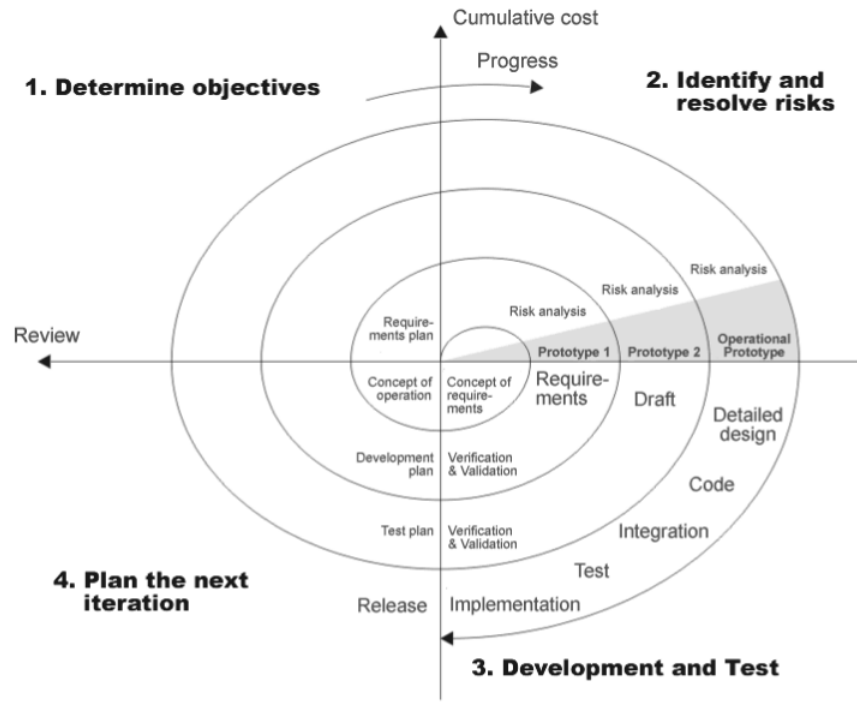 Cumulative cost
Progress
1. Determine objectives
2. Identify and
resolve risks
Risk analysis
Risk analysis
Risk analysis
Require-
ments plan
Review
Operational
Prototype
Prototype 1
Prototype 2
Concept of
operation
Concept of
require-
ments
Require-
ments
Draft
Detailed
design
Development
plan
Verification
& Validation
Code
Test plan
Verification
& Validation
Integration
Test
4. Plan the next
iteration
Release
Implementation
3. Development and Test